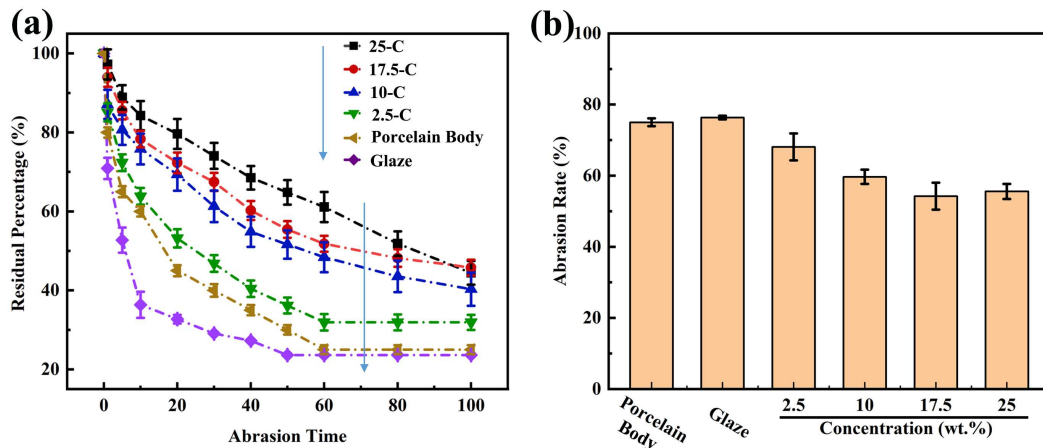 (a)
Residual Percentage (%)
100
80
60
40
20
25-C
17.5-C
10-C
2.5-C
Porcelain Body
Glaze
0
20
40
60
80
100
Abrasion Time
(b)
Abrasion Rate (%)
100
80
60
40
20
0
Porcelain
Body
Glaze
2.5
10
17.5
25
Concentration (wt.%)